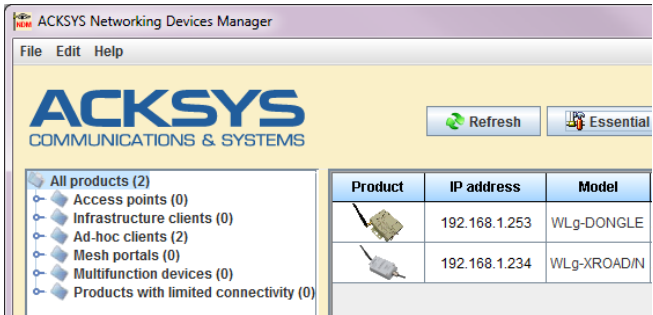 NDM ACKSYS Networking Devices Manager
File Edit Help
ACKSYS
COMMUNICATIONS & SYSTEMS
Refresh Essential
All products (2)
Access points (0)
Infrastructure clients (0)
Ad-hoc clients (2)
Mesh portals (0)
Multifunction devices (0)
Products with limited connectivity (0)
Product IP address Model
192.168.1.253 WLg-DONGLE
192.168.1.234 WLg-XROAD/N